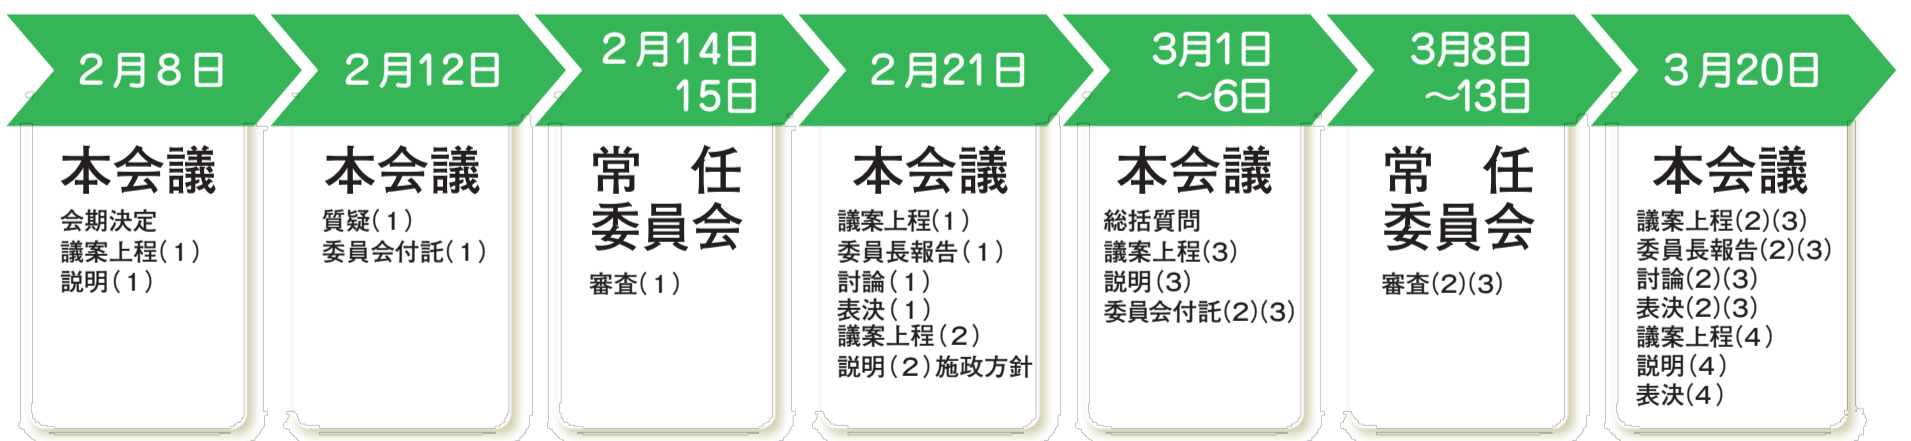 2月8日
本会議
会期決定
議案上程(1)
説明(1)
2月12日
本会議
質疑(1)
委員会付託(1)
2月14日
15日
常任
委員会
審査(1)
2月21日
本会議
議案上程(1)
委員長報告(1)
討論(1)
表決(1)
議案上程(2)
説明(2)施政方針
3月1日
～6日
本会議
総括質問
議案上程(3)
説明(3)
委員会付託(2)(3)
3月8日
～13日
常任
委員会
審査(2)(3)
3月20日
本会議
議案上程(2)(3)
委員長報告(2)(3)
討論(2)(3)
表決(2)(3)
議案上程(4)
説明(4)
表決(4)